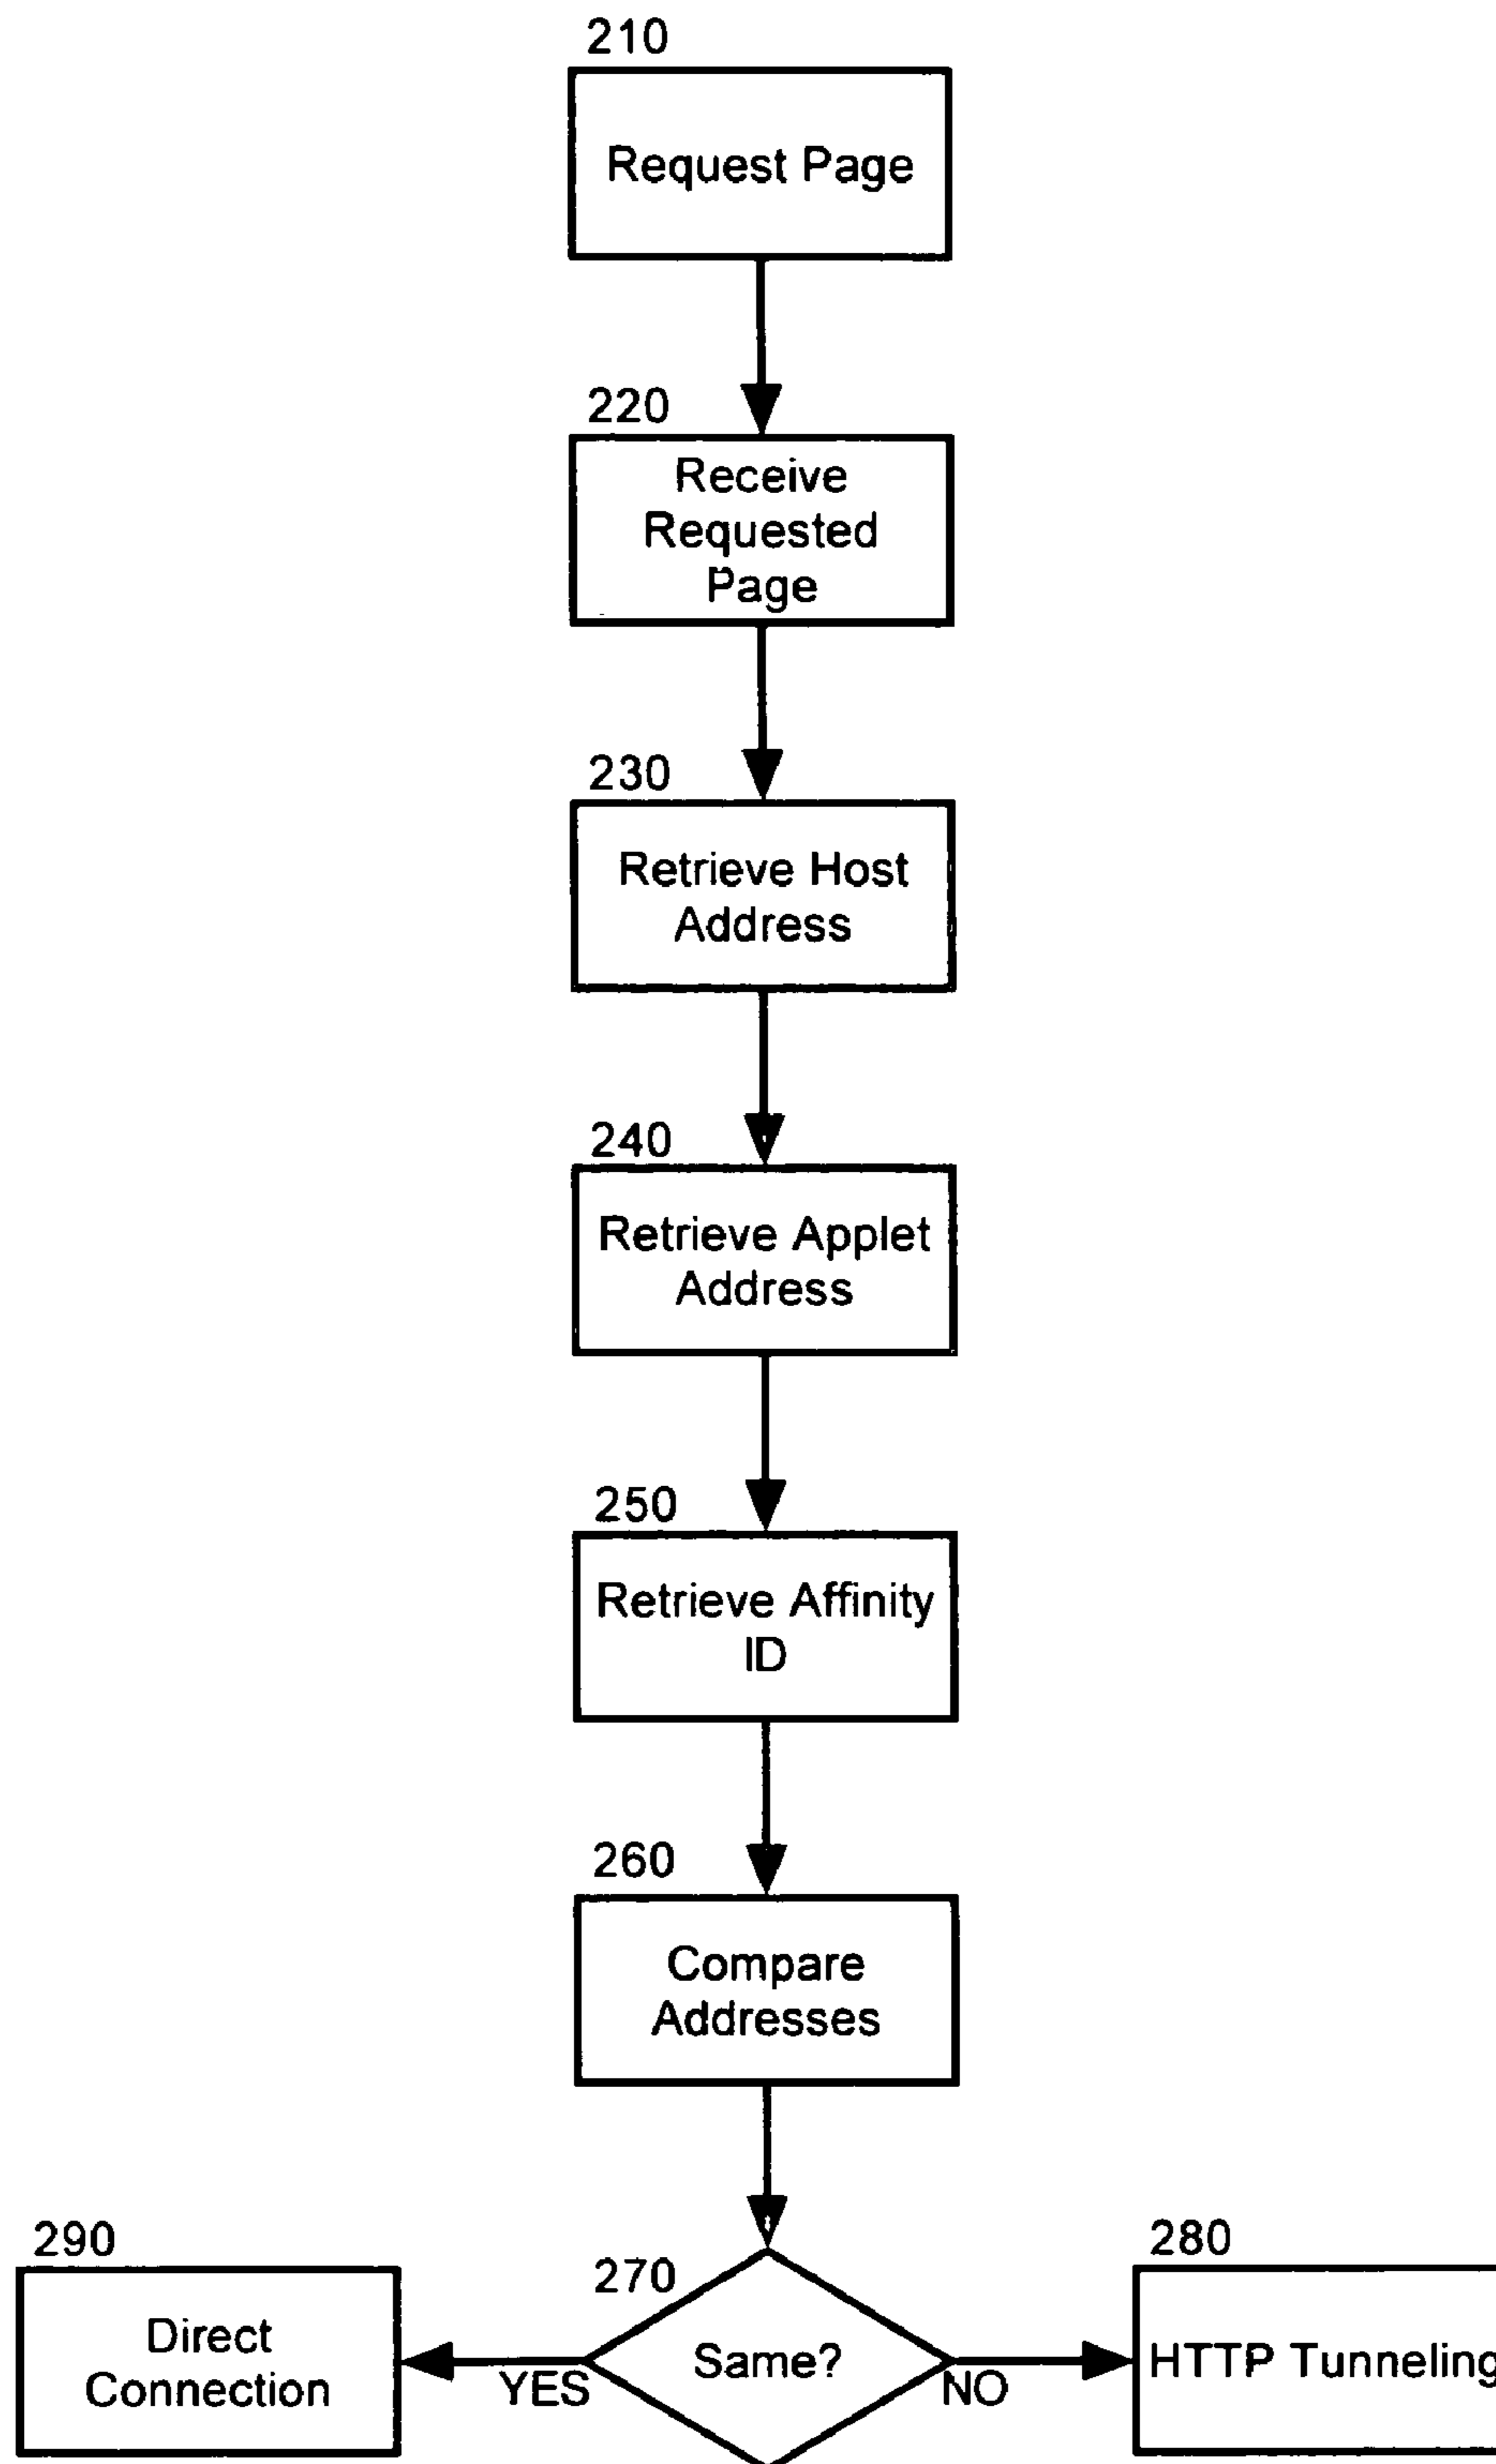 210
Request Page
220
Receive
Requested
Page
230
Retrieve Host
Address
240
Retrieve Applet
Address
250
Retrieve Affinity
ID
260
Compare
Addresses
290
270
280
Direct
Connection
YES
Same?
NO
HTTP Tunneling